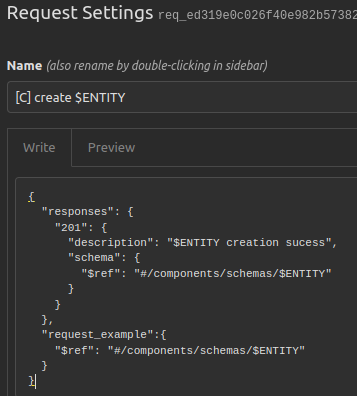 Request Settings req_ed319e0c026f40e982b57382
Name (also rename by double-clicking in sidebar)
[C] create $ENTITY
Write Preview
{
"responses": {
"201": {
"description": "$ENTITY creation sucess",
"schema": {
"$ref": "#/components/schemas/$ENTITY"
}
}
},
"request_example":{
"$ref": "#/components/schemas/$ENTITY"
}
}